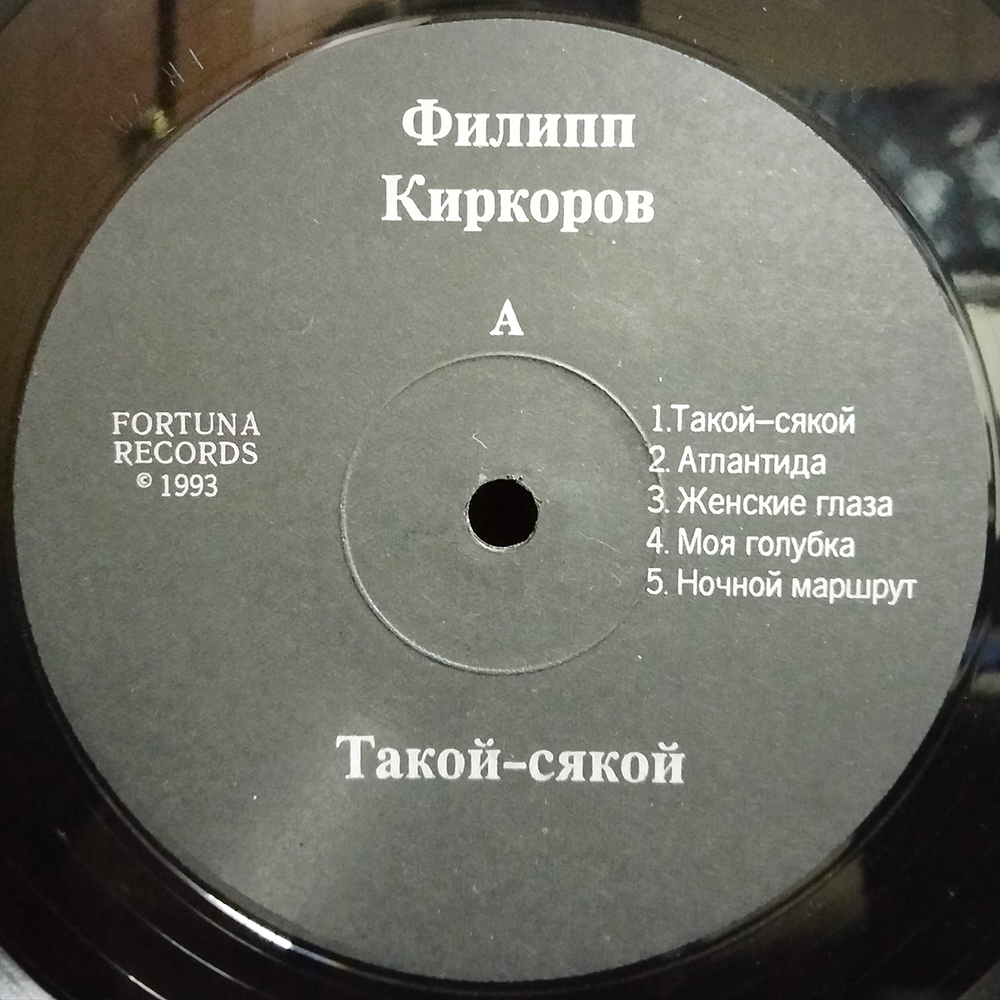 Филипп
Киркоров
А
FORTUNA
RECORDS
© 1993
1.Такой-сякой
2. Атлантида
3. Женские глаза
4. Моя голубка
5. Ночной маршрут
Такой-сякой